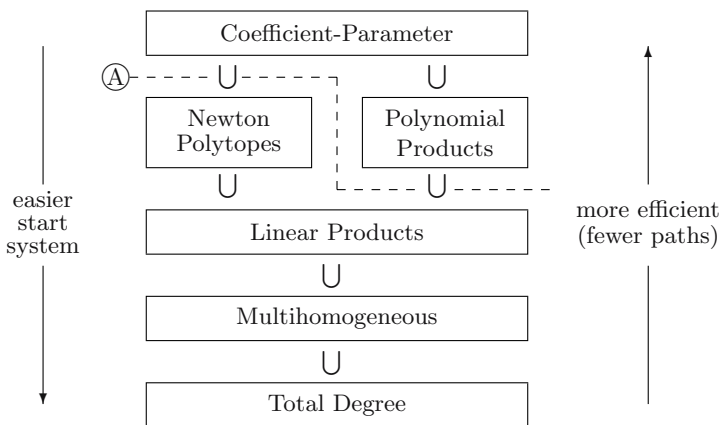 Coefficient-Parameter
A
∪ ∪
Newton
Polytopes
Polynomial
Products
∪ ∪
easier
start
system
more efficient
(fewer paths)
Linear Products
∪
Multihomogeneous
∪
Total Degree